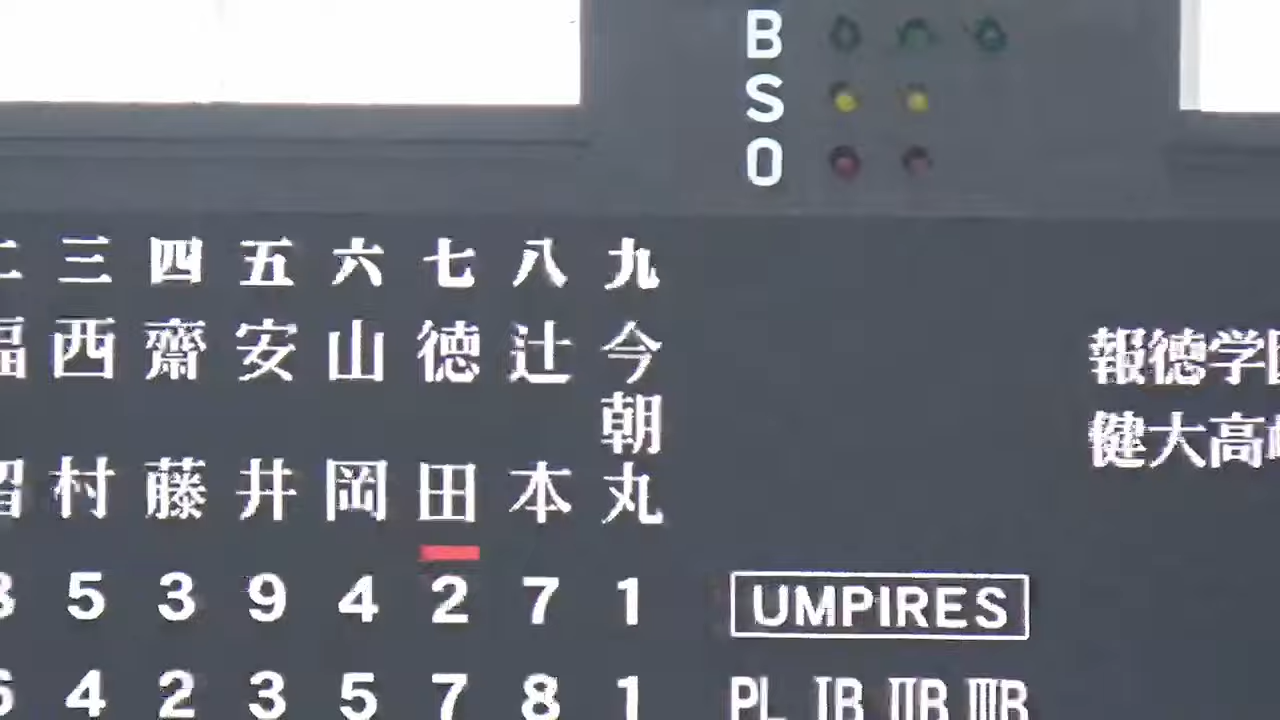 B
S
O
二 三 四 五 六 七 八 九
福留
西村
齋藤
安井
山岡
徳田
辻本
今朝丸
報徳学園
健大高崎
5 3 9 4 2 7 1
UMPIRES
4 2 3 5 7 8 1
PL ⅠB ⅡB ⅢB